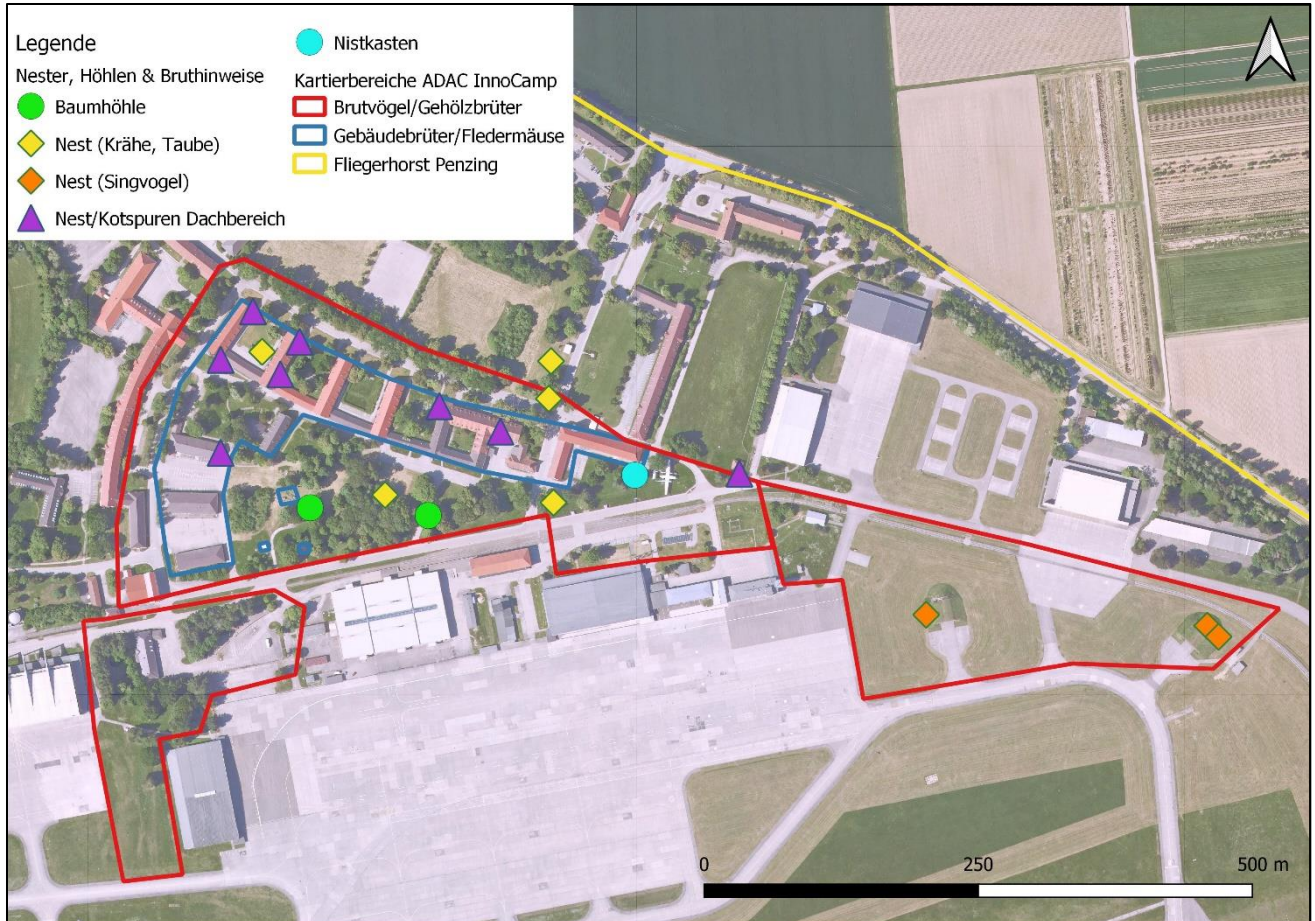 Legende
Nester, Höhlen & Bruthinweise
Baumhöhle
Nest (Krähe, Taube)
Nest (Singvogel)
Nest/Kotspuren Dachbereich
Nistkasten
Kartierbereiche ADAC InnoCamp
Brutvögel/Gehölzbrüter
Gebäudebrüter/Fledermäuse
Fliegerhorst Penzing
0 250 500 m